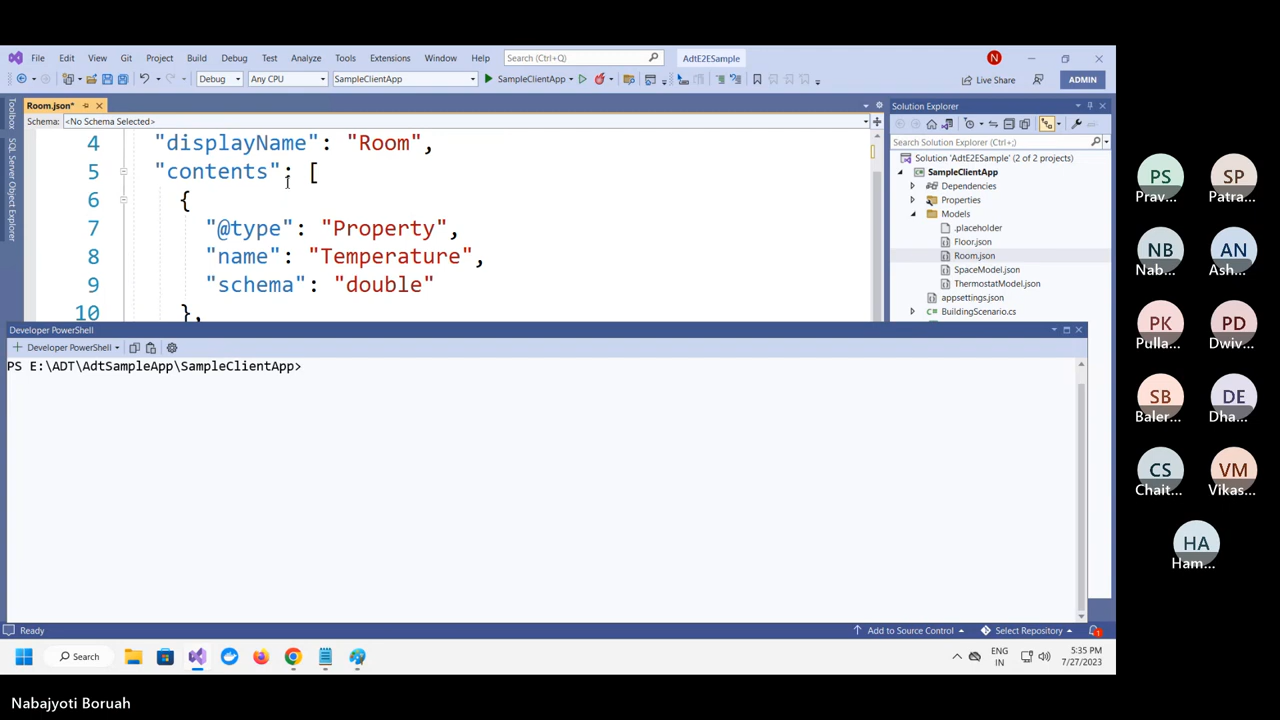 File Edit View Git Project Build Debug Test Analyze Tools Extensions Window Help Search (Ctrl+;) AdtE2ESample N
Debug Any CPU SampleClientApp SampleClientApp Live Share ADMIN
Toolbox
SQL Server Object Explorer
Room.json*
Schema: <No Schema Selected>
4 "displayName": "Room",
5 "contents": [
6 {
7 "@type": "Property",
8 "name": "Temperature",
9 "schema": "double"
10 },
Solution Explorer
Search Solution Explorer (Ctrl+;)
Solution 'AdtE2ESample' (2 of 2 projects)
SampleClientApp
Dependencies
Properties
Models
.placeholder
Floor.json
Room.json
SpaceModel.json
ThermostatModel.json
appsettings.json
BuildingScenario.cs
Developer PowerShell
Developer PowerShell
PS E:\ADT\AdtSampleApp\SampleClientApp>
Ready Add to Source Control Select Repository 1
Search ENG IN 5:35 PM 7/27/2023
PS SP
Prav... Patra...
NB AN
Nab... Ash...
PK PD
Pulla... Dwiv...
SB DE
Baler... Dha...
CS VM
Chait... Vikas...
HA
Ham...
Nabajyoti Boruah